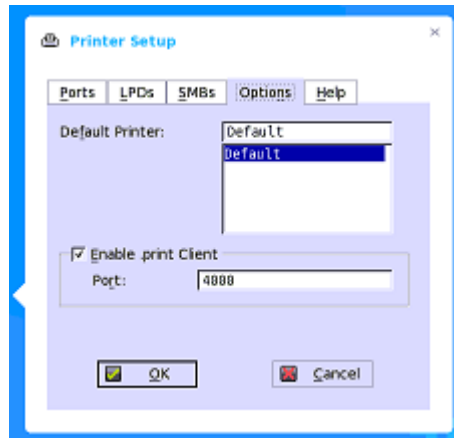 Printer Setup
Ports LPDs SMBs Options Help
Default Printer: Default
Default
Enable .print Client
Port: 4000
OK Cancel